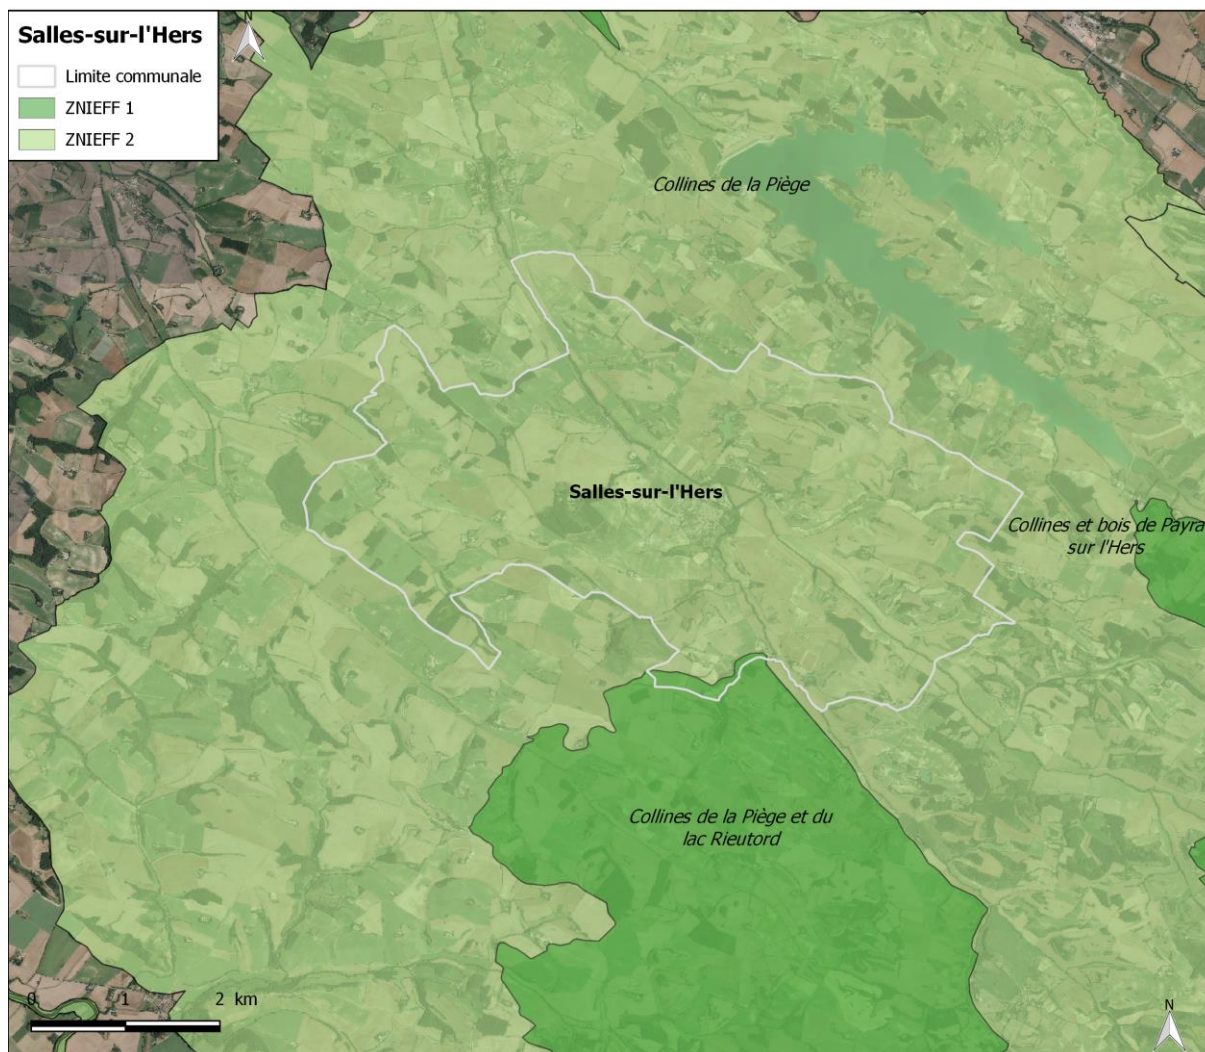 Salles-sur-l'Hers
N
Limite communale
ZNIEFF 1
ZNIEFF 2
Collines de la Piège
Salles-sur-l'Hers
Collines et bois de Payra
sur l'Hers
Collines de la Piège et du
lac Rieutord
0 1 2 km
N